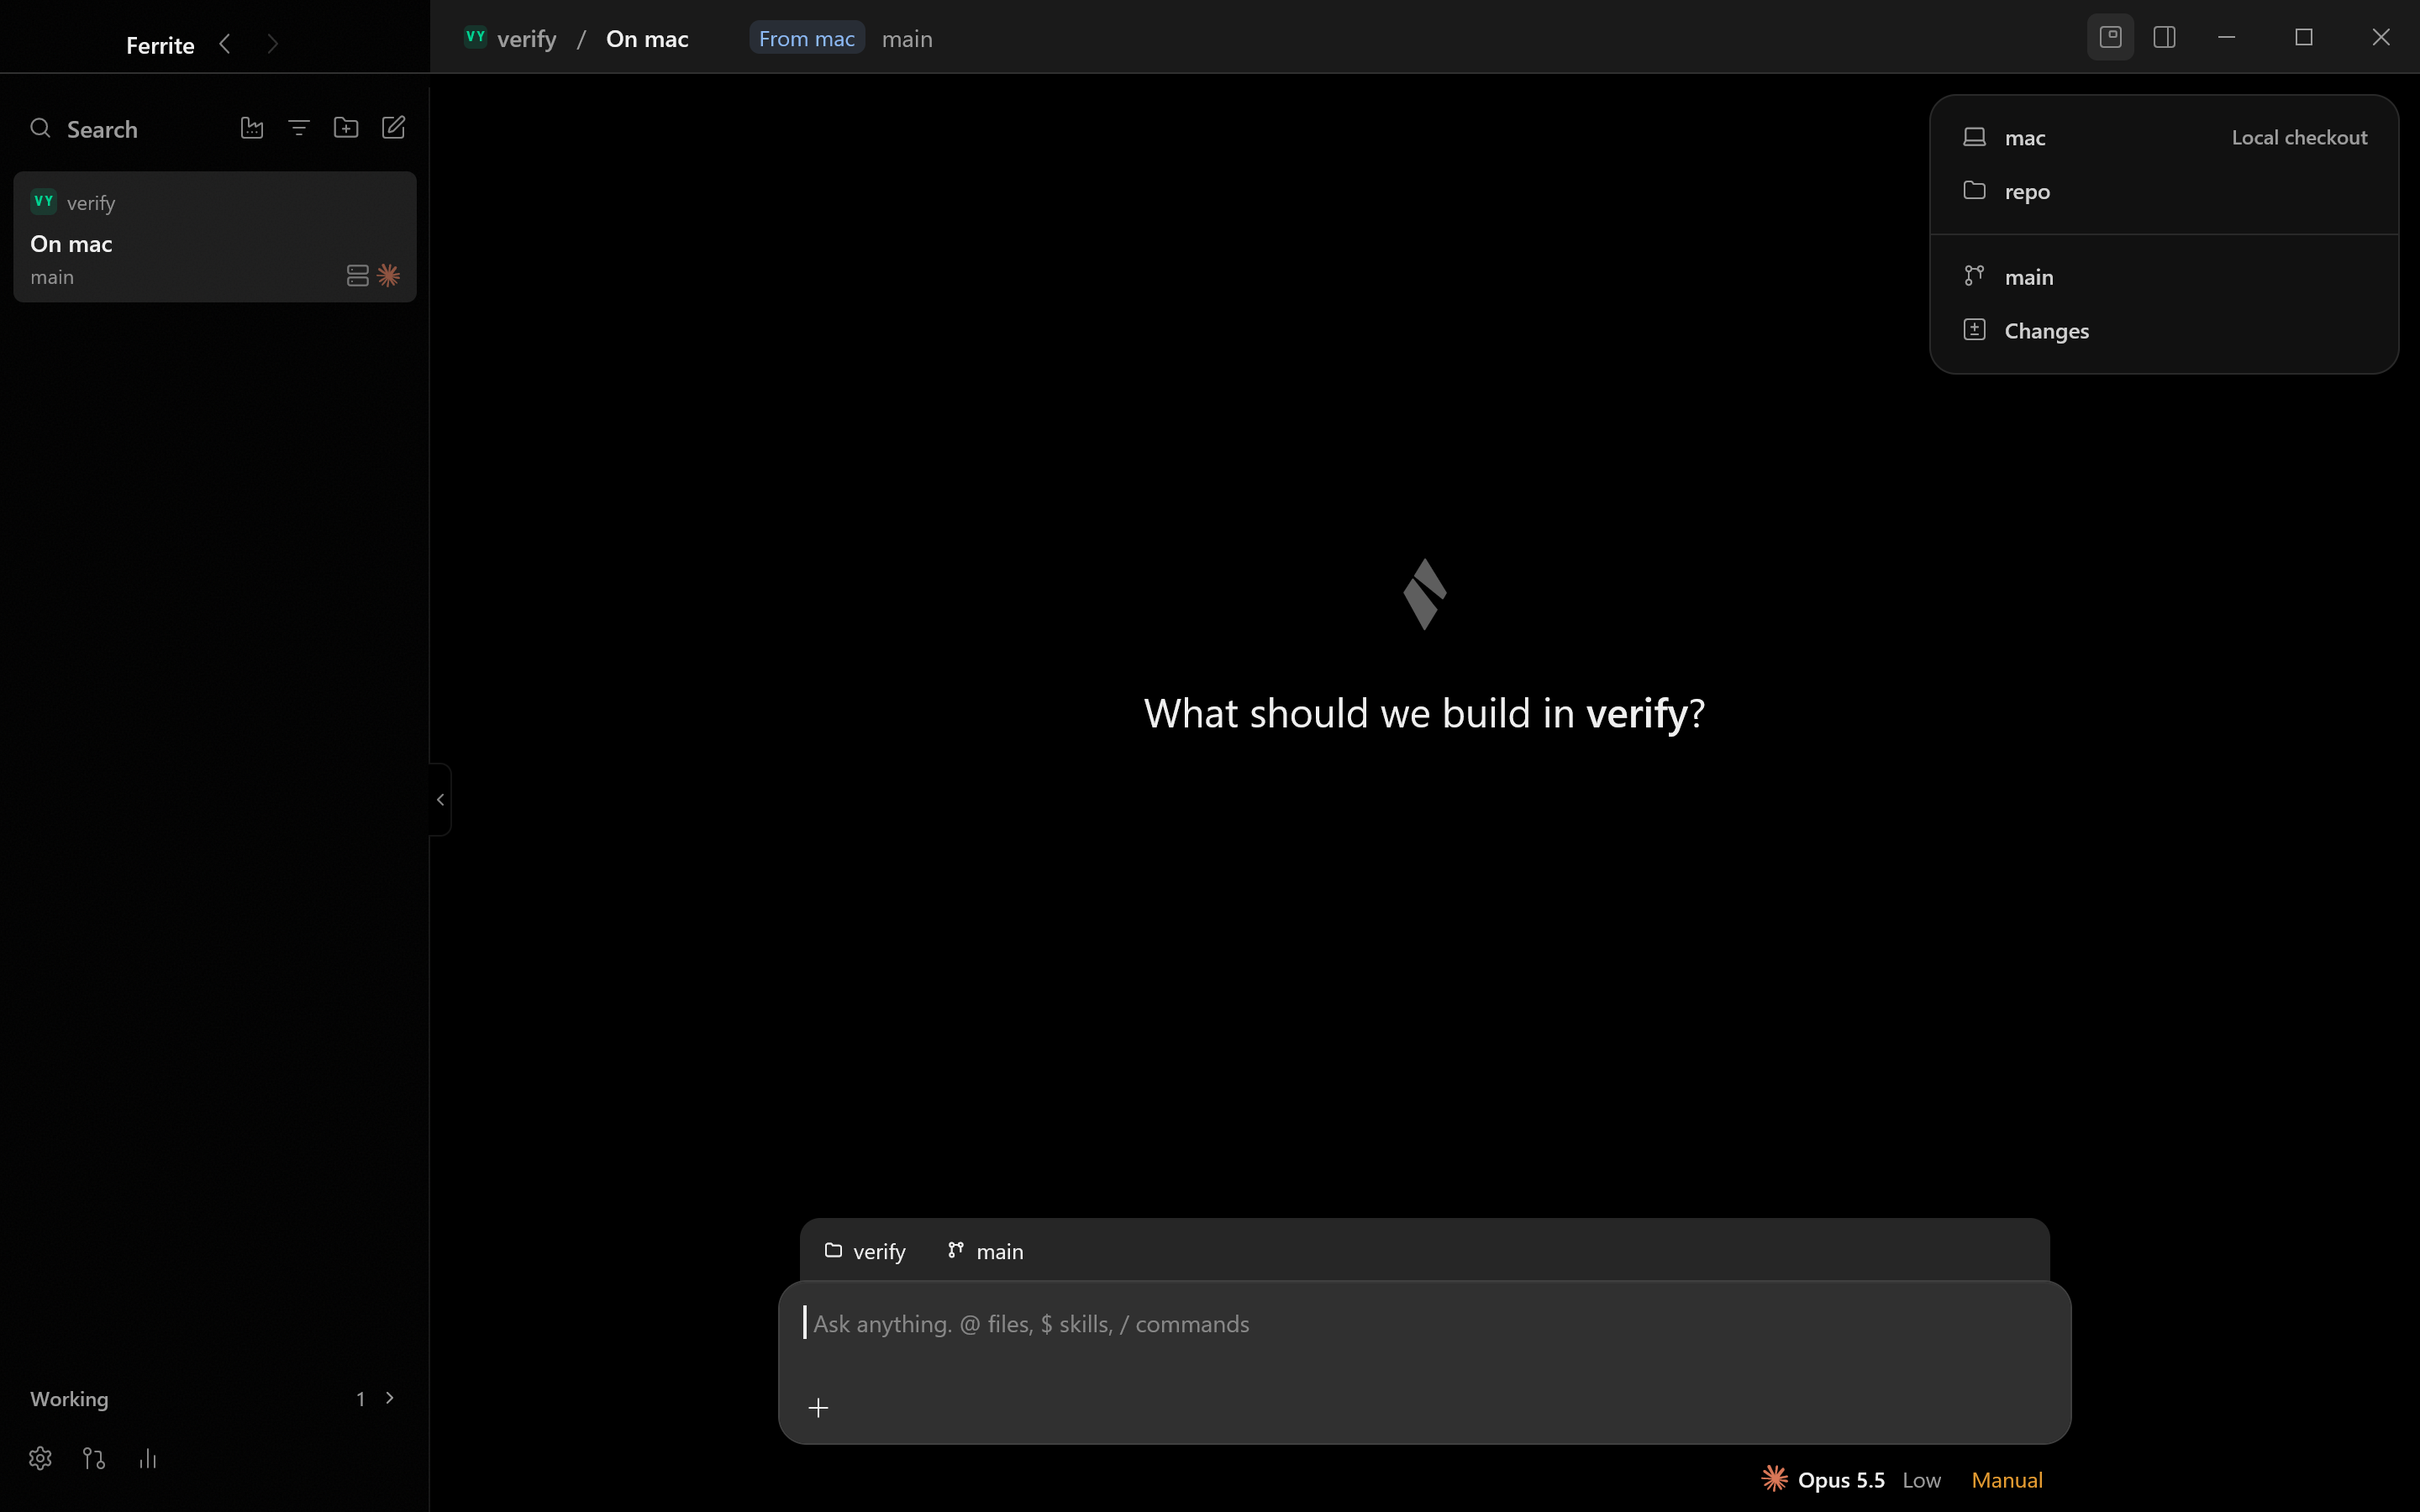 Ferrite
VY verify / On mac From mac main
Search
VY verify
On mac
main
mac Local checkout
repo
main
Changes
What should we build in verify?
verify main
Ask anything. @ files, $ skills, / commands
Working 1
Opus 5.5 Low Manual